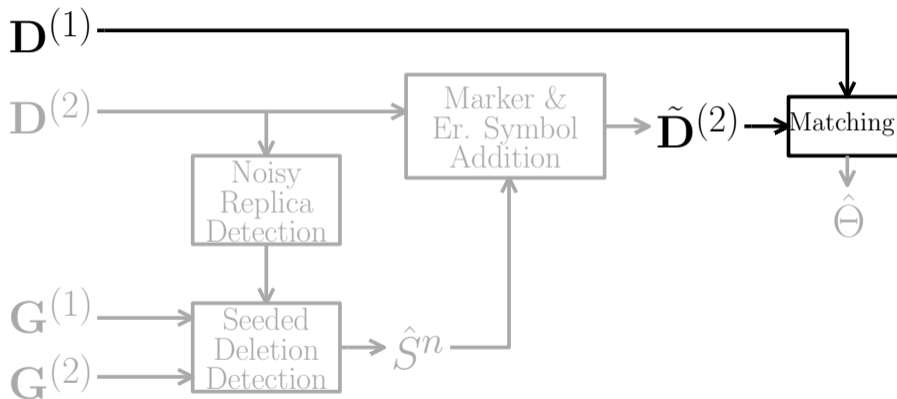 D(1)
D(2)
Marker &
Er. Symbol
Addition
D̃(2)
Matching
Noisy
Replica
Detection
Θ̂
G(1)
G(2)
Seeded
Deletion
Detection
Ŝn